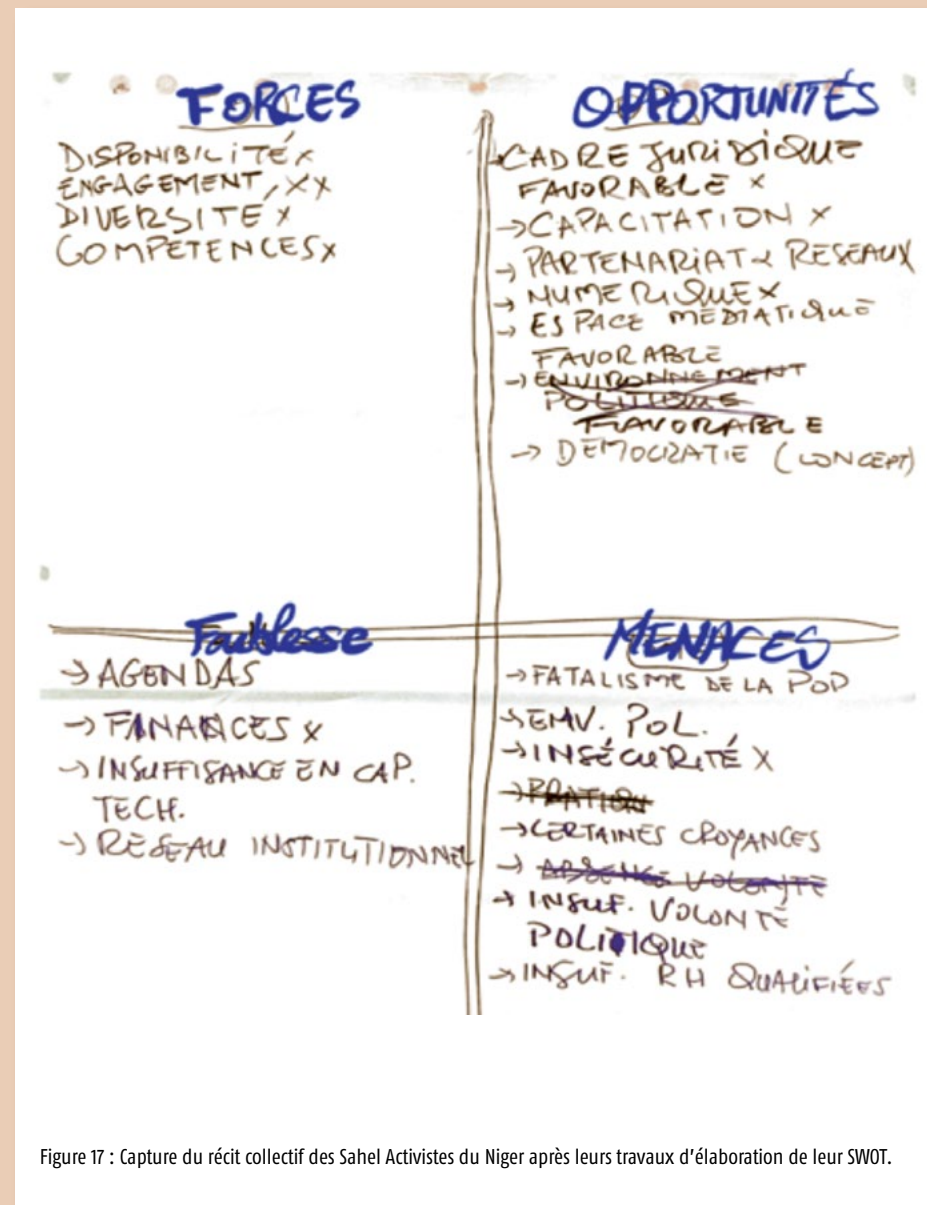 FORCES
DISPONIBILITÉ x
ENGAGEMENT, XX
DIVERSITE X
COMPETENCES X
OPPORTUNITÉS
→ CADRE JURIDIQUE
FAVORABLE x
→ CAPACITATION X
→ PARTENARIAT & RESEAUX
→ NUMERIQUE X
→ ESPACE MÉDIATIQUE
FAVORABLE
→ ENVIRONNEMENT
POLITIQUE
FAVORABLE
→ DEMOCRATIE (CONCEPT)
Faiblesse
→ AGENDAS
→ FINANCES X
→ INSUFFISANCE EN CAP.
TECH.
→ RESEAU INSTITUTIONNEL
MENACES
→ FATALISME DE LA POP
→ ENV. POL.
→ INSÉCURITÉ X
→ CERTAINES CROYANCES
→ ABSENCE VOLONTE
→ INSUF. VOLONTÉ
POLITIQUE
→ INSUF. RH QUALIFIÉES
Figure 17 : Capture du récit collectif des Sahel Activistes du Niger après leurs travaux d'élaboration de leur SWOT.